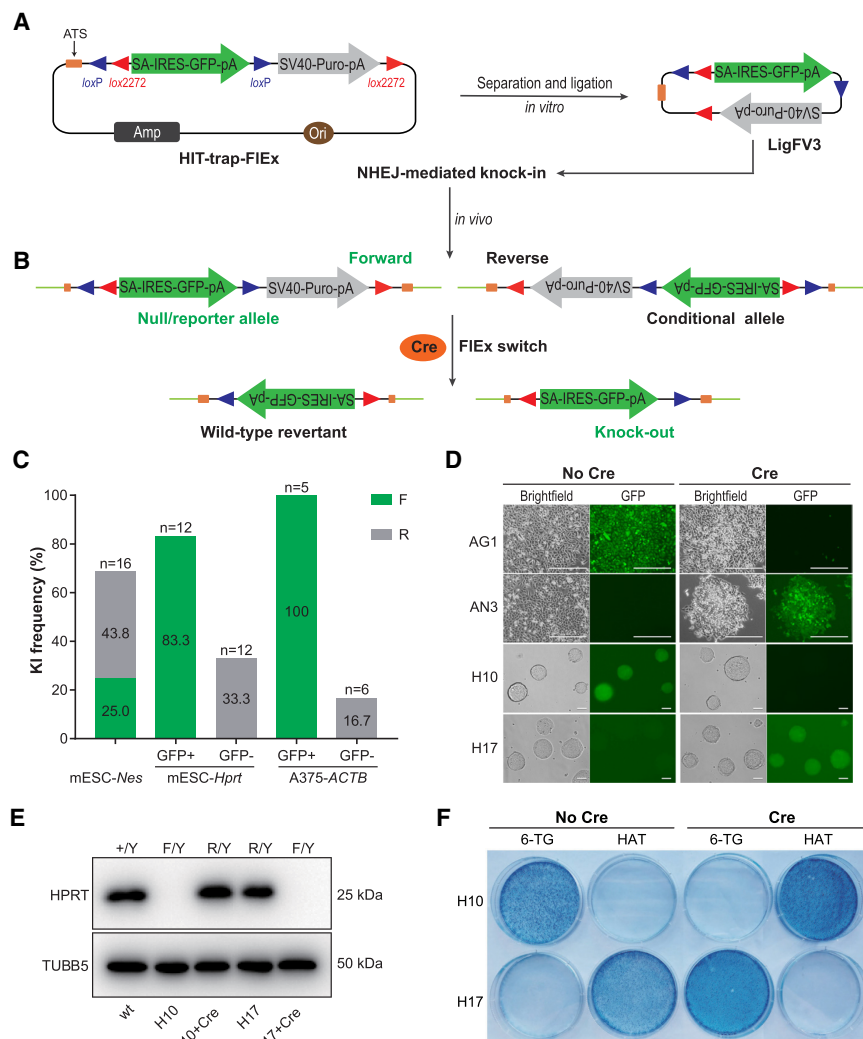 A
ATS
SA-IRES-GFP-pA
SV40-Puro-pA
loxP
lox2272
loxP
lox2272
Amp
Ori
HIT-trap-FlEx
Separation and ligation
in vitro
SA-IRES-GFP-pA
SV40-Puro-pA
LigFV3
NHEJ-mediated knock-in
in vivo
B
Forward
Reverse
SA-IRES-GFP-pA
SV40-Puro-pA
SV40-Puro-pA
SA-IRES-GFP-pA
Null/reporter allele
Conditional allele
Cre
FlEx switch
SA-IRES-GFP-pA
SA-IRES-GFP-pA
Wild-type revertant
Knock-out
C
KI frequency (%)
100
80
60
40
20
0
n=16
n=12
n=12
n=5
n=6
F
R
43.8
25.0
83.3
33.3
100
16.7
GFP+
GFP-
GFP+
GFP-
mESC-Nes
mESC-Hprt
A375-ACTB
D
No Cre
Cre
Brightfield
GFP
Brightfield
GFP
AG1
AN3
H10
H17
E
+/Y
F/Y
R/Y
R/Y
F/Y
HPRT
25 kDa
TUBB5
50 kDa
wt
H10
10+Cre
H17
17+Cre
F
No Cre
Cre
6-TG
HAT
6-TG
HAT
H10
H17